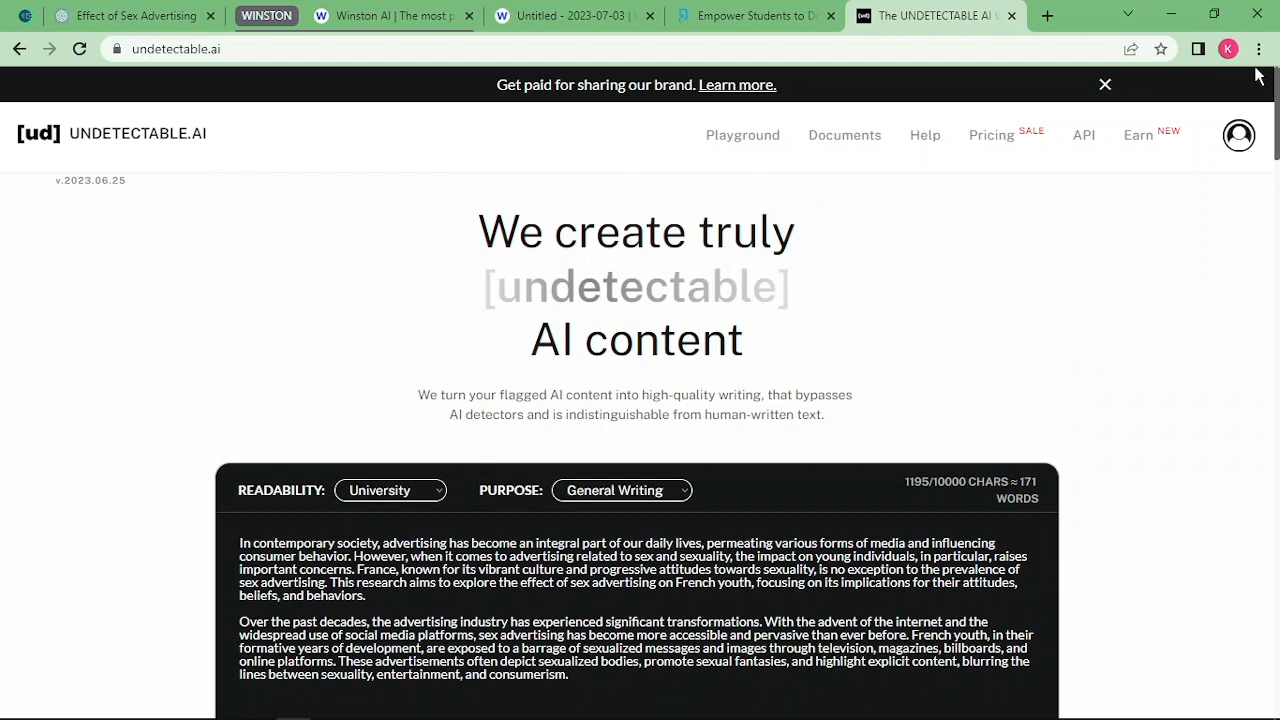 Effect of Sex Advertising
WINSTON
Winston AI | The most p
Untitled - 2023-07-03 |
Empower Students to D
The UNDETECTABLE AI
undetectable.ai
K
Get paid for sharing our brand. Learn more.
[ud] UNDETECTABLE.AI
Playground
Documents
Help
Pricing SALE
API
Earn NEW
v.2023.06.25
We create truly
[undetectable]
AI content
We turn your flagged AI content into high-quality writing, that bypasses
AI detectors and is indistinguishable from human-written text.
READABILITY: University
PURPOSE: General Writing
1195/10000 CHARS ≈ 171
WORDS
In contemporary society, advertising has become an integral part of our daily lives, permeating various forms of media and influencing
consumer behavior. However, when it comes to advertising related to sex and sexuality, the impact on young individuals, in particular, raises
important concerns. France, known for its vibrant culture and progressive attitudes towards sexuality, is no exception to the prevalence of
sex advertising. This research aims to explore the effect of sex advertising on French youth, focusing on its implications for their attitudes,
beliefs, and behaviors.
Over the past decades, the advertising industry has experienced significant transformations. With the advent of the internet and the
widespread use of social media platforms, sex advertising has become more accessible and pervasive than ever before. French youth, in their
formative years of development, are exposed to a barrage of sexualized messages and images through television, magazines, billboards, and
online platforms. These advertisements often depict sexualized bodies, promote sexual fantasies, and highlight explicit content, blurring the
lines between sexuality, entertainment, and consumerism.